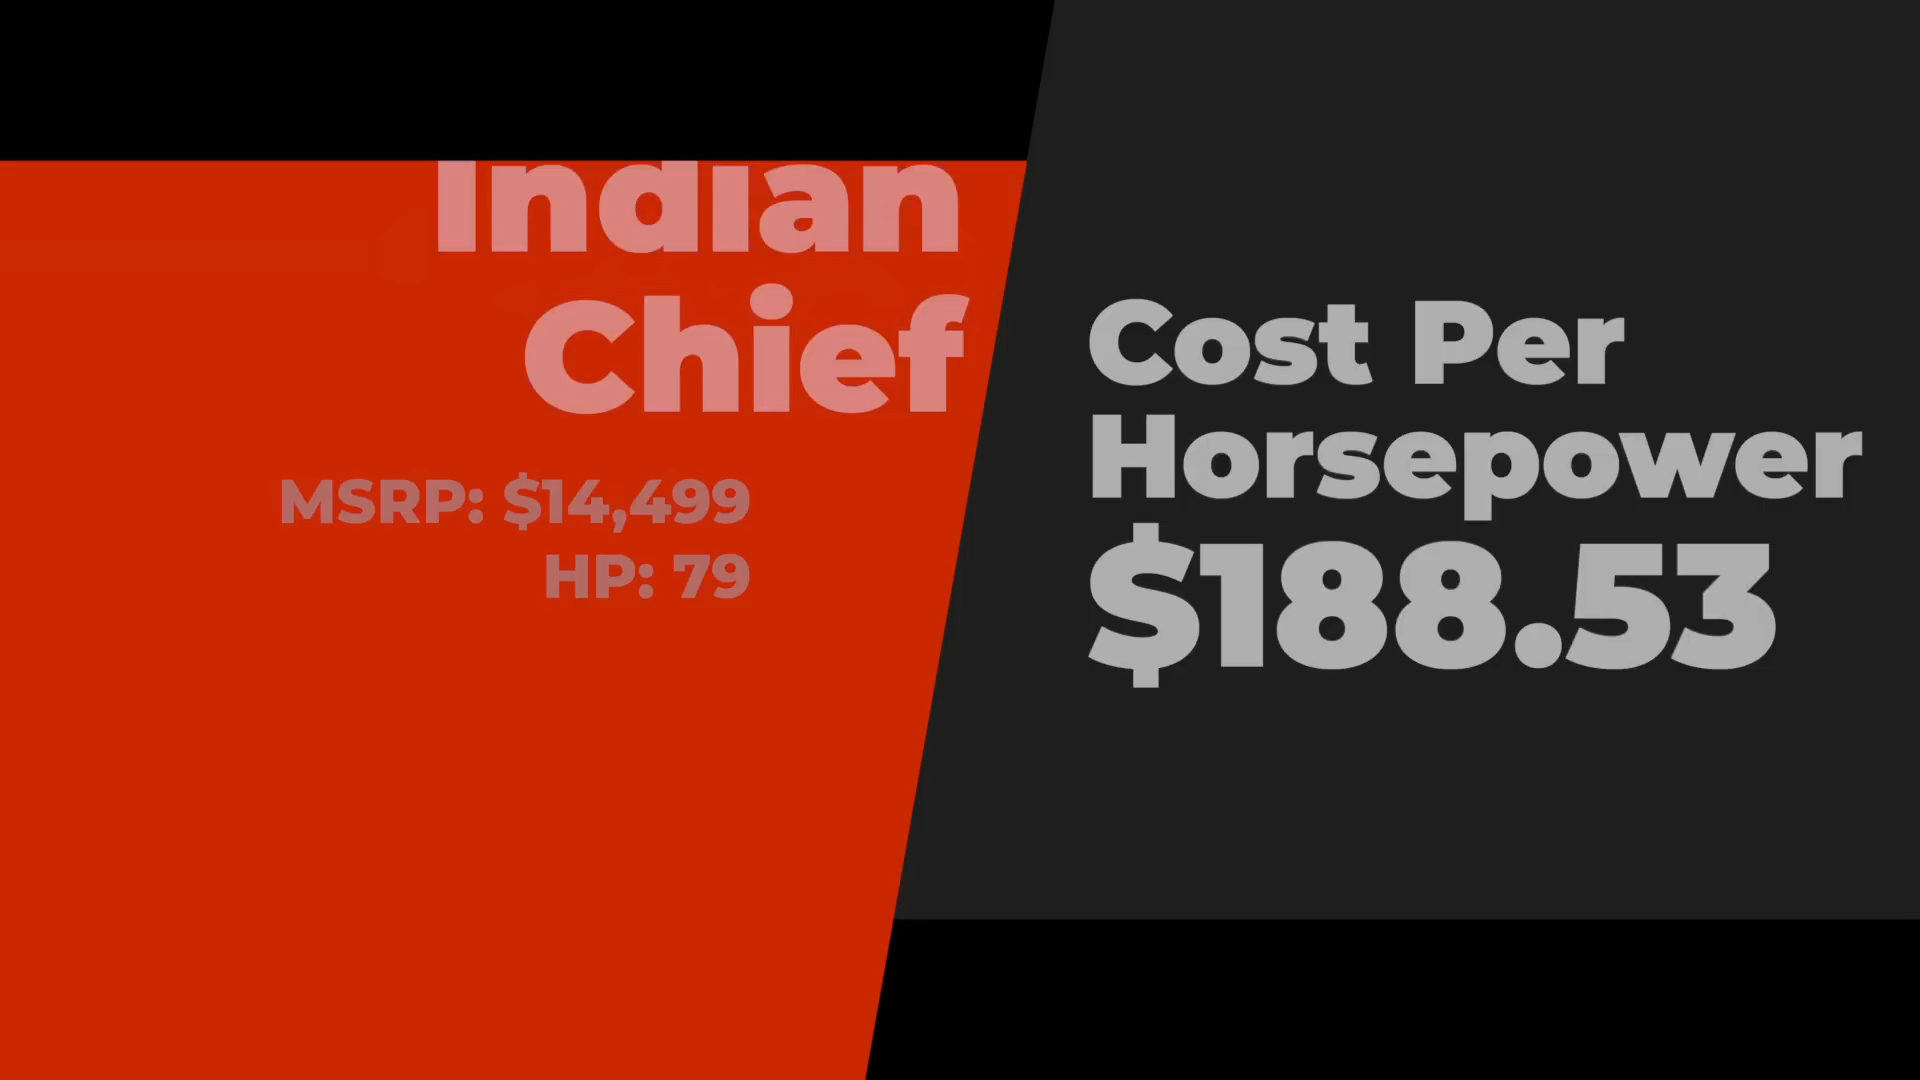 Indian
Chief
MSRP: $14,499
HP: 79
Cost Per
Horsepower
$188.53